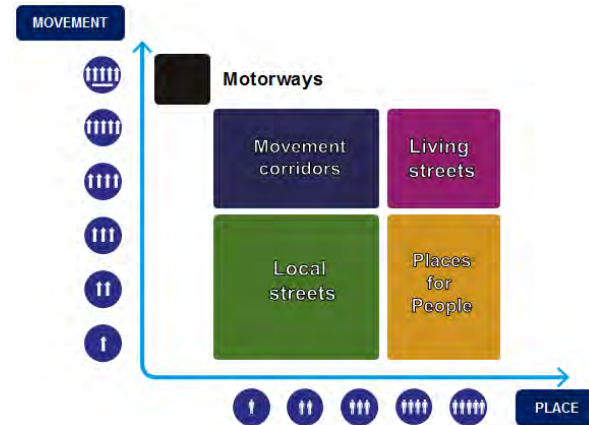 MOVEMENT
Motorways
Movement
corridors
Living
streets
Local
streets
Places
for
People
PLACE